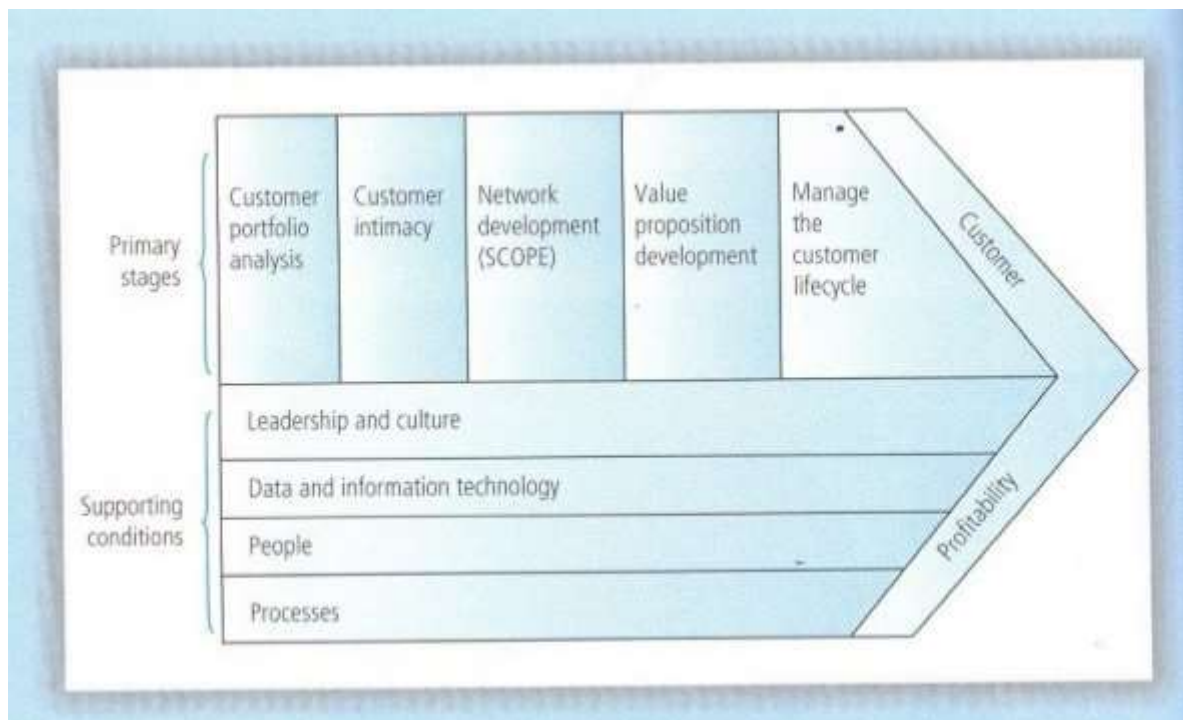 Primary
stages
Customer
portfolio
analysis
Customer
intimacy
Network
development
(SCOPE)
Value
proposition
development
Manage
the
customer
lifecycle
Customer
Supporting
conditions
Leadership and culture
Data and information technology
People
Processes
Profitability